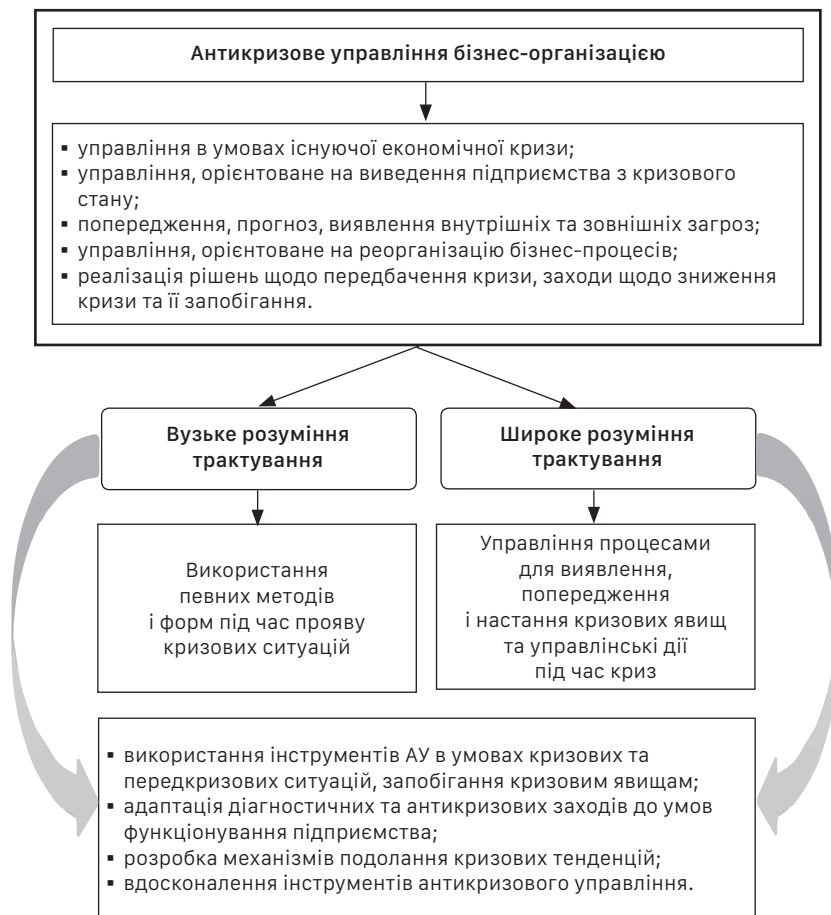 Антикризове управління бізнес-організацією
▪ управління в умовах існуючої економічної кризи;
▪ управління, орієнтоване на виведення підприємства з кризового
стану;
▪ попередження, прогноз, виявлення внутрішніх та зовнішніх загроз;
▪ управління, орієнтоване на реорганізацію бізнес-процесів;
▪ реалізація рішень щодо передбачення кризи, заходи щодо зниження
кризи та її запобігання.
Вузьке розуміння
трактування
Широке розуміння
трактування
Використання
певних методів
і форм під час прояву
кризових ситуацій
Управління процесами
для виявлення,
попередження
і настання кризових явищ
та управлінські дії
під час криз
▪ використання інструментів АУ в умовах кризових та
передкризових ситуацій, запобігання кризовим явищам;
▪ адаптація діагностичних та антикризових заходів до умов
функціонування підприємства;
▪ розробка механізмів подолання кризових тенденцій;
▪ вдосконалення інструментів антикризового управління.